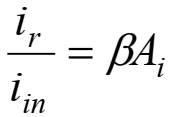 i_r / i_in = βA_i